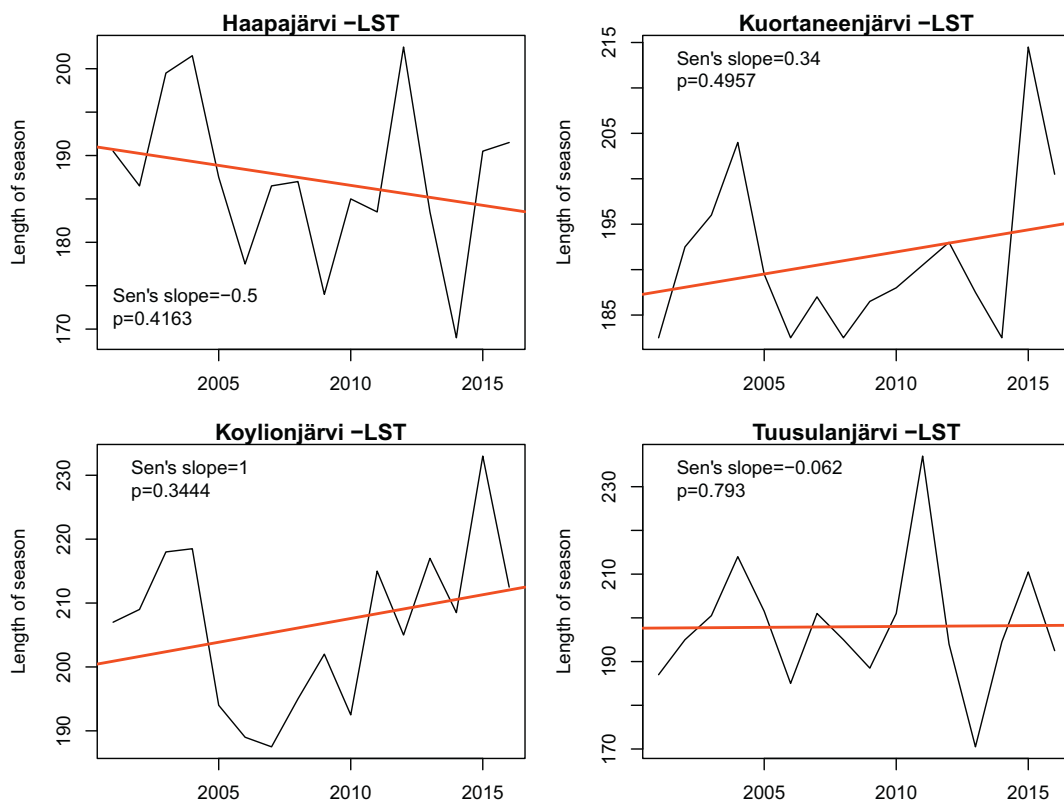 Haapajärvi −LST
Length of season
200
190
180
170
Sen's slope=−0.5
p=0.4163
2005 2010 2015
Kuortaneenjärvi −LST
Length of season
215
205
195
185
Sen's slope=0.34
p=0.4957
2005 2010 2015
Koylionjärvi −LST
Length of season
230
220
210
200
190
Sen's slope=1
p=0.3444
2005 2010 2015
Tuusulanjärvi −LST
Length of season
230
210
190
170
Sen's slope=−0.062
p=0.793
2005 2010 2015